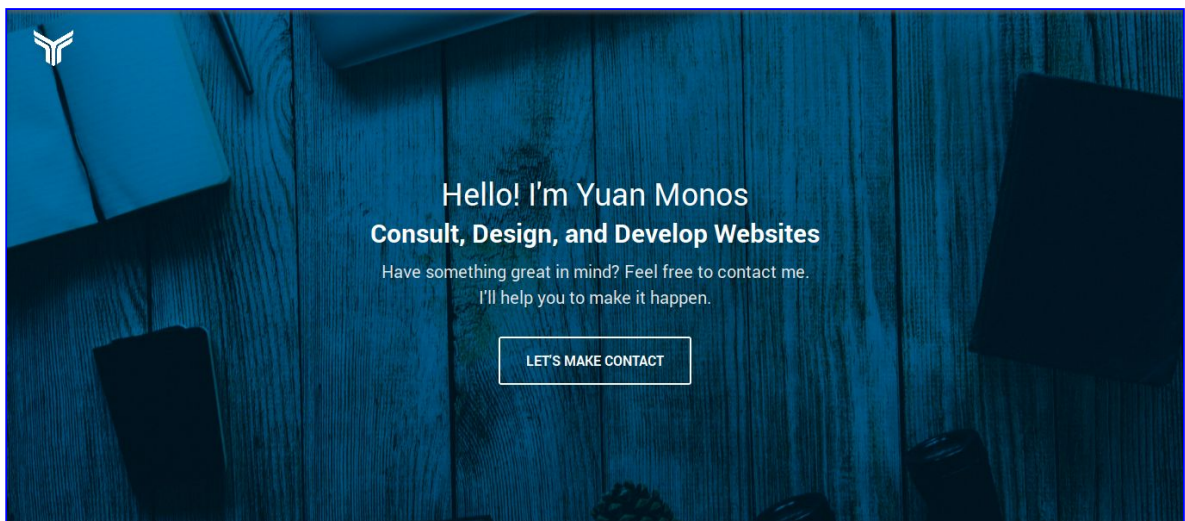 Hello! I'm Yuan Monos
Consult, Design, and Develop Websites
Have something great in mind? Feel free to contact me.
I'll help you to make it happen.
LET'S MAKE CONTACT